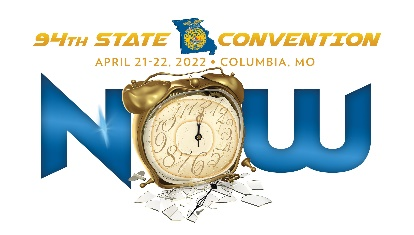 94TH STATE CONVENTION
APRIL 21-22, 2022 • COLUMBIA, MO
NOW